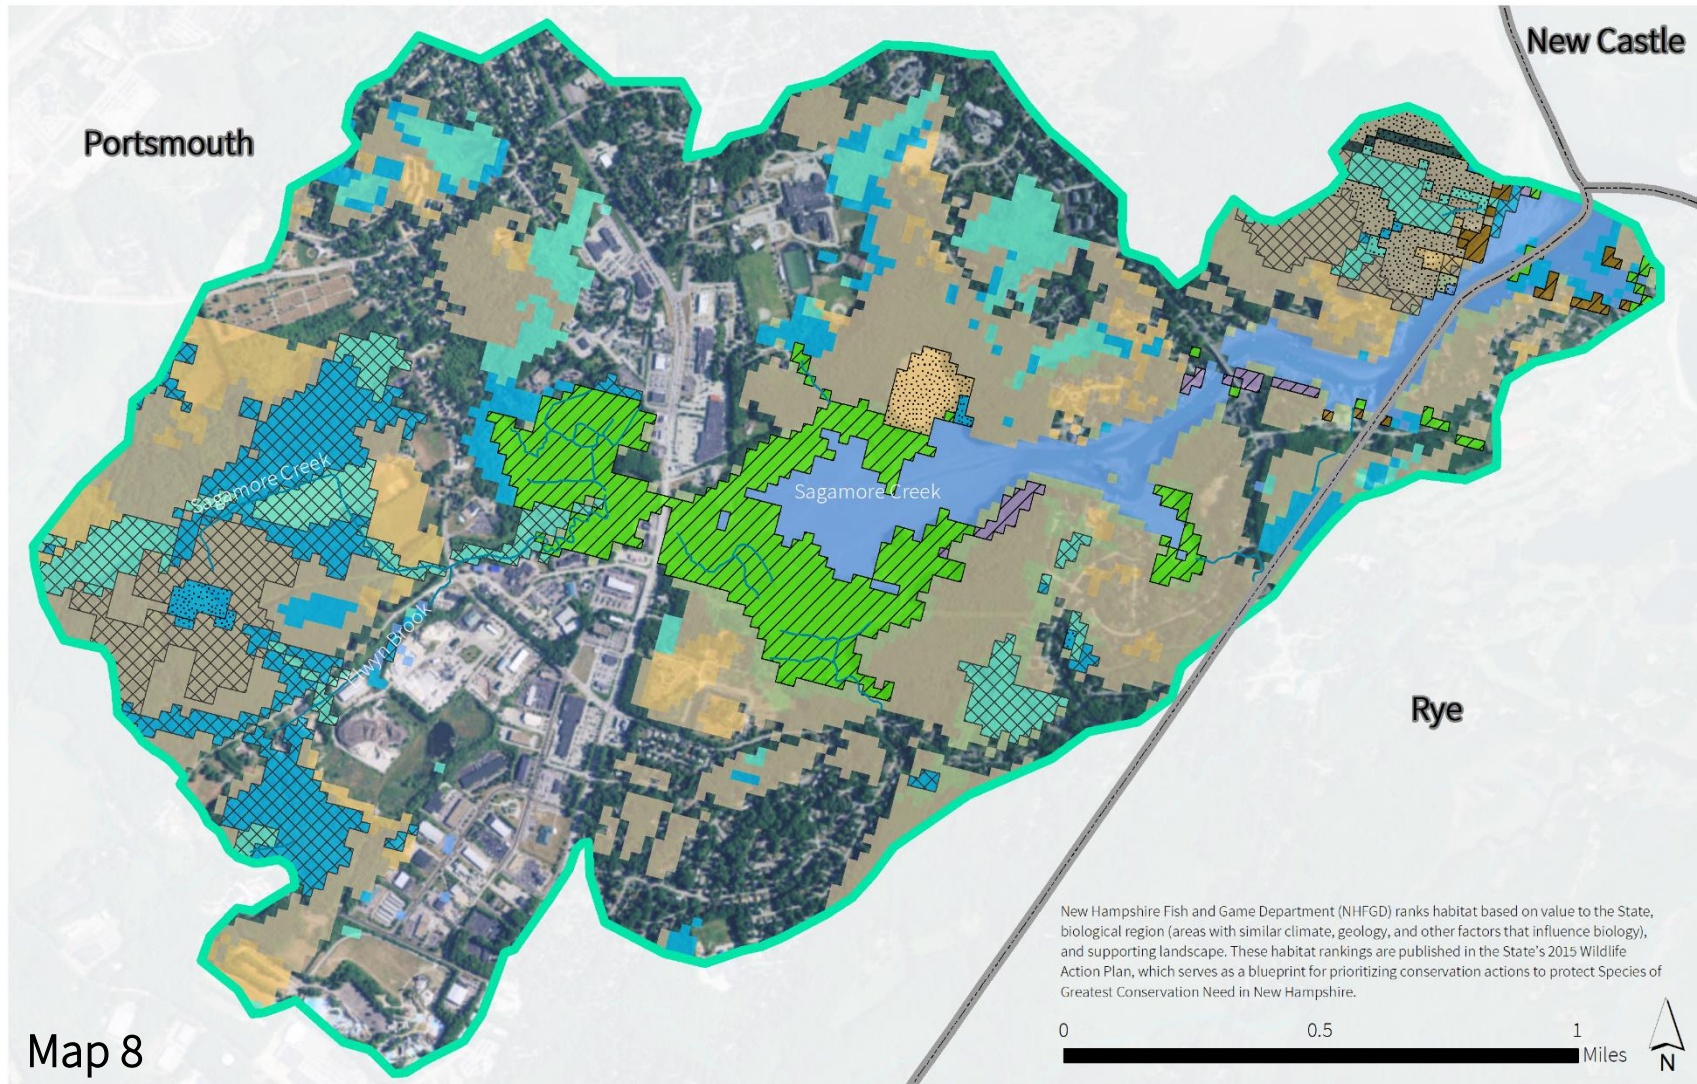 New Castle
Portsmouth
Sagamore Creek
Sagamore Creek
Elwyn Brook
Rye
New Hampshire Fish and Game Department (NHFGD) ranks habitat based on value to the State,
biological region (areas with similar climate, geology, and other factors that influence biology),
and supporting landscape. These habitat rankings are published in the State's 2015 Wildlife
Action Plan, which serves as a blueprint for prioritizing conservation actions to protect Species of
Greatest Conservation Need in New Hampshire.
0 0.5 1
Miles
N
Map 8